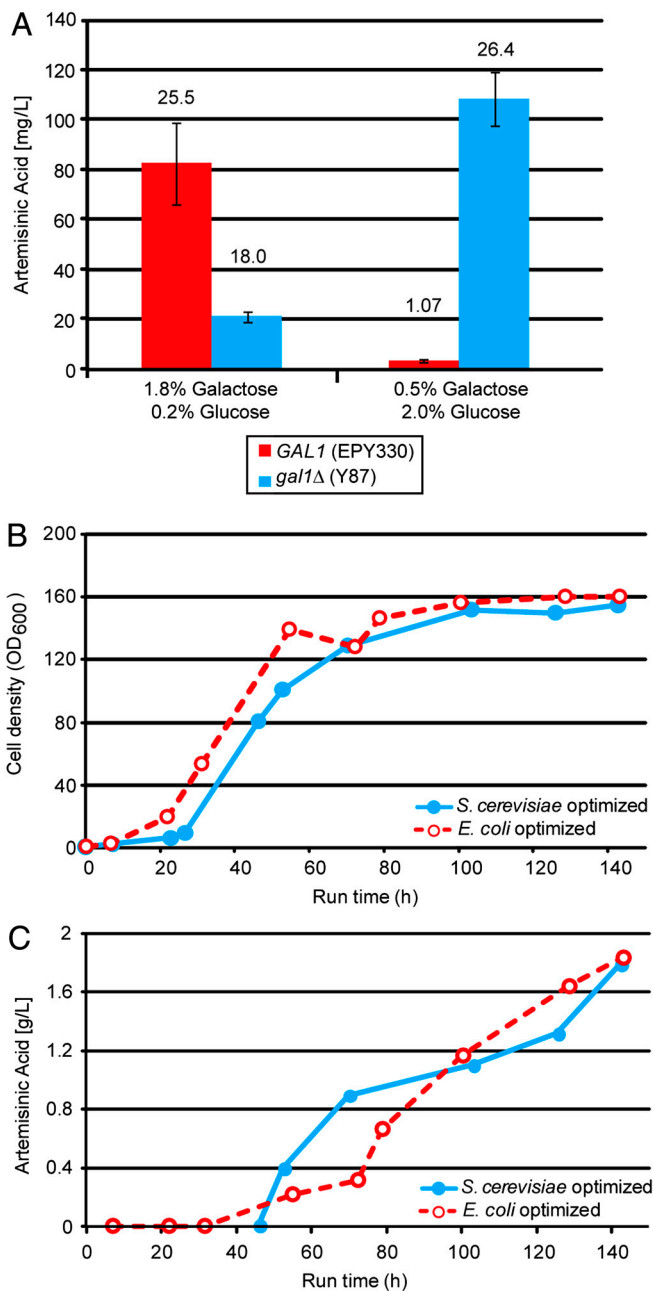 A
Artemisinic Acid [mg/L]
140
120
100
80
60
40
20
0
25.5
18.0
1.07
26.4
1.8% Galactose
0.2% Glucose
0.5% Galactose
2.0% Glucose
GAL1 (EPY330)
gal1Δ (Y87)
B
Cell density (OD600)
200
160
120
80
40
0
S. cerevisiae optimized
E. coli optimized
0 20 40 60 80 100 120 140
Run time (h)
C
Artemisinic Acid [g/L]
2
1.6
1.2
0.8
0.4
0
S. cerevisiae optimized
E. coli optimized
0 20 40 60 80 100 120 140
Run time (h)